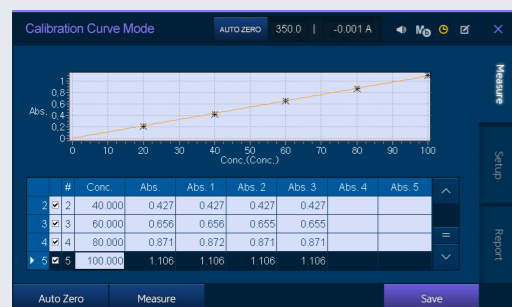 Calibration Curve Mode AUTO ZERO 350.0 | -0.001 A
Measure
Setup
Report
1
0,8
0,6
Abs. 0,4
0,2
0
0 10 20 30 40 50 60 70 80 90 100
Conc.(Conc.)
# Conc. Abs. Abs. 1 Abs. 2 Abs. 3 Abs. 4 Abs. 5
2 2 40.000 0.427 0.427 0.427 0.427
3 3 60.000 0.656 0.656 0.655 0.655
4 4 80.000 0.871 0.872 0.871 0.871
5 5 100.000 1.106 1.106 1.106 1.106
Auto Zero Measure Save